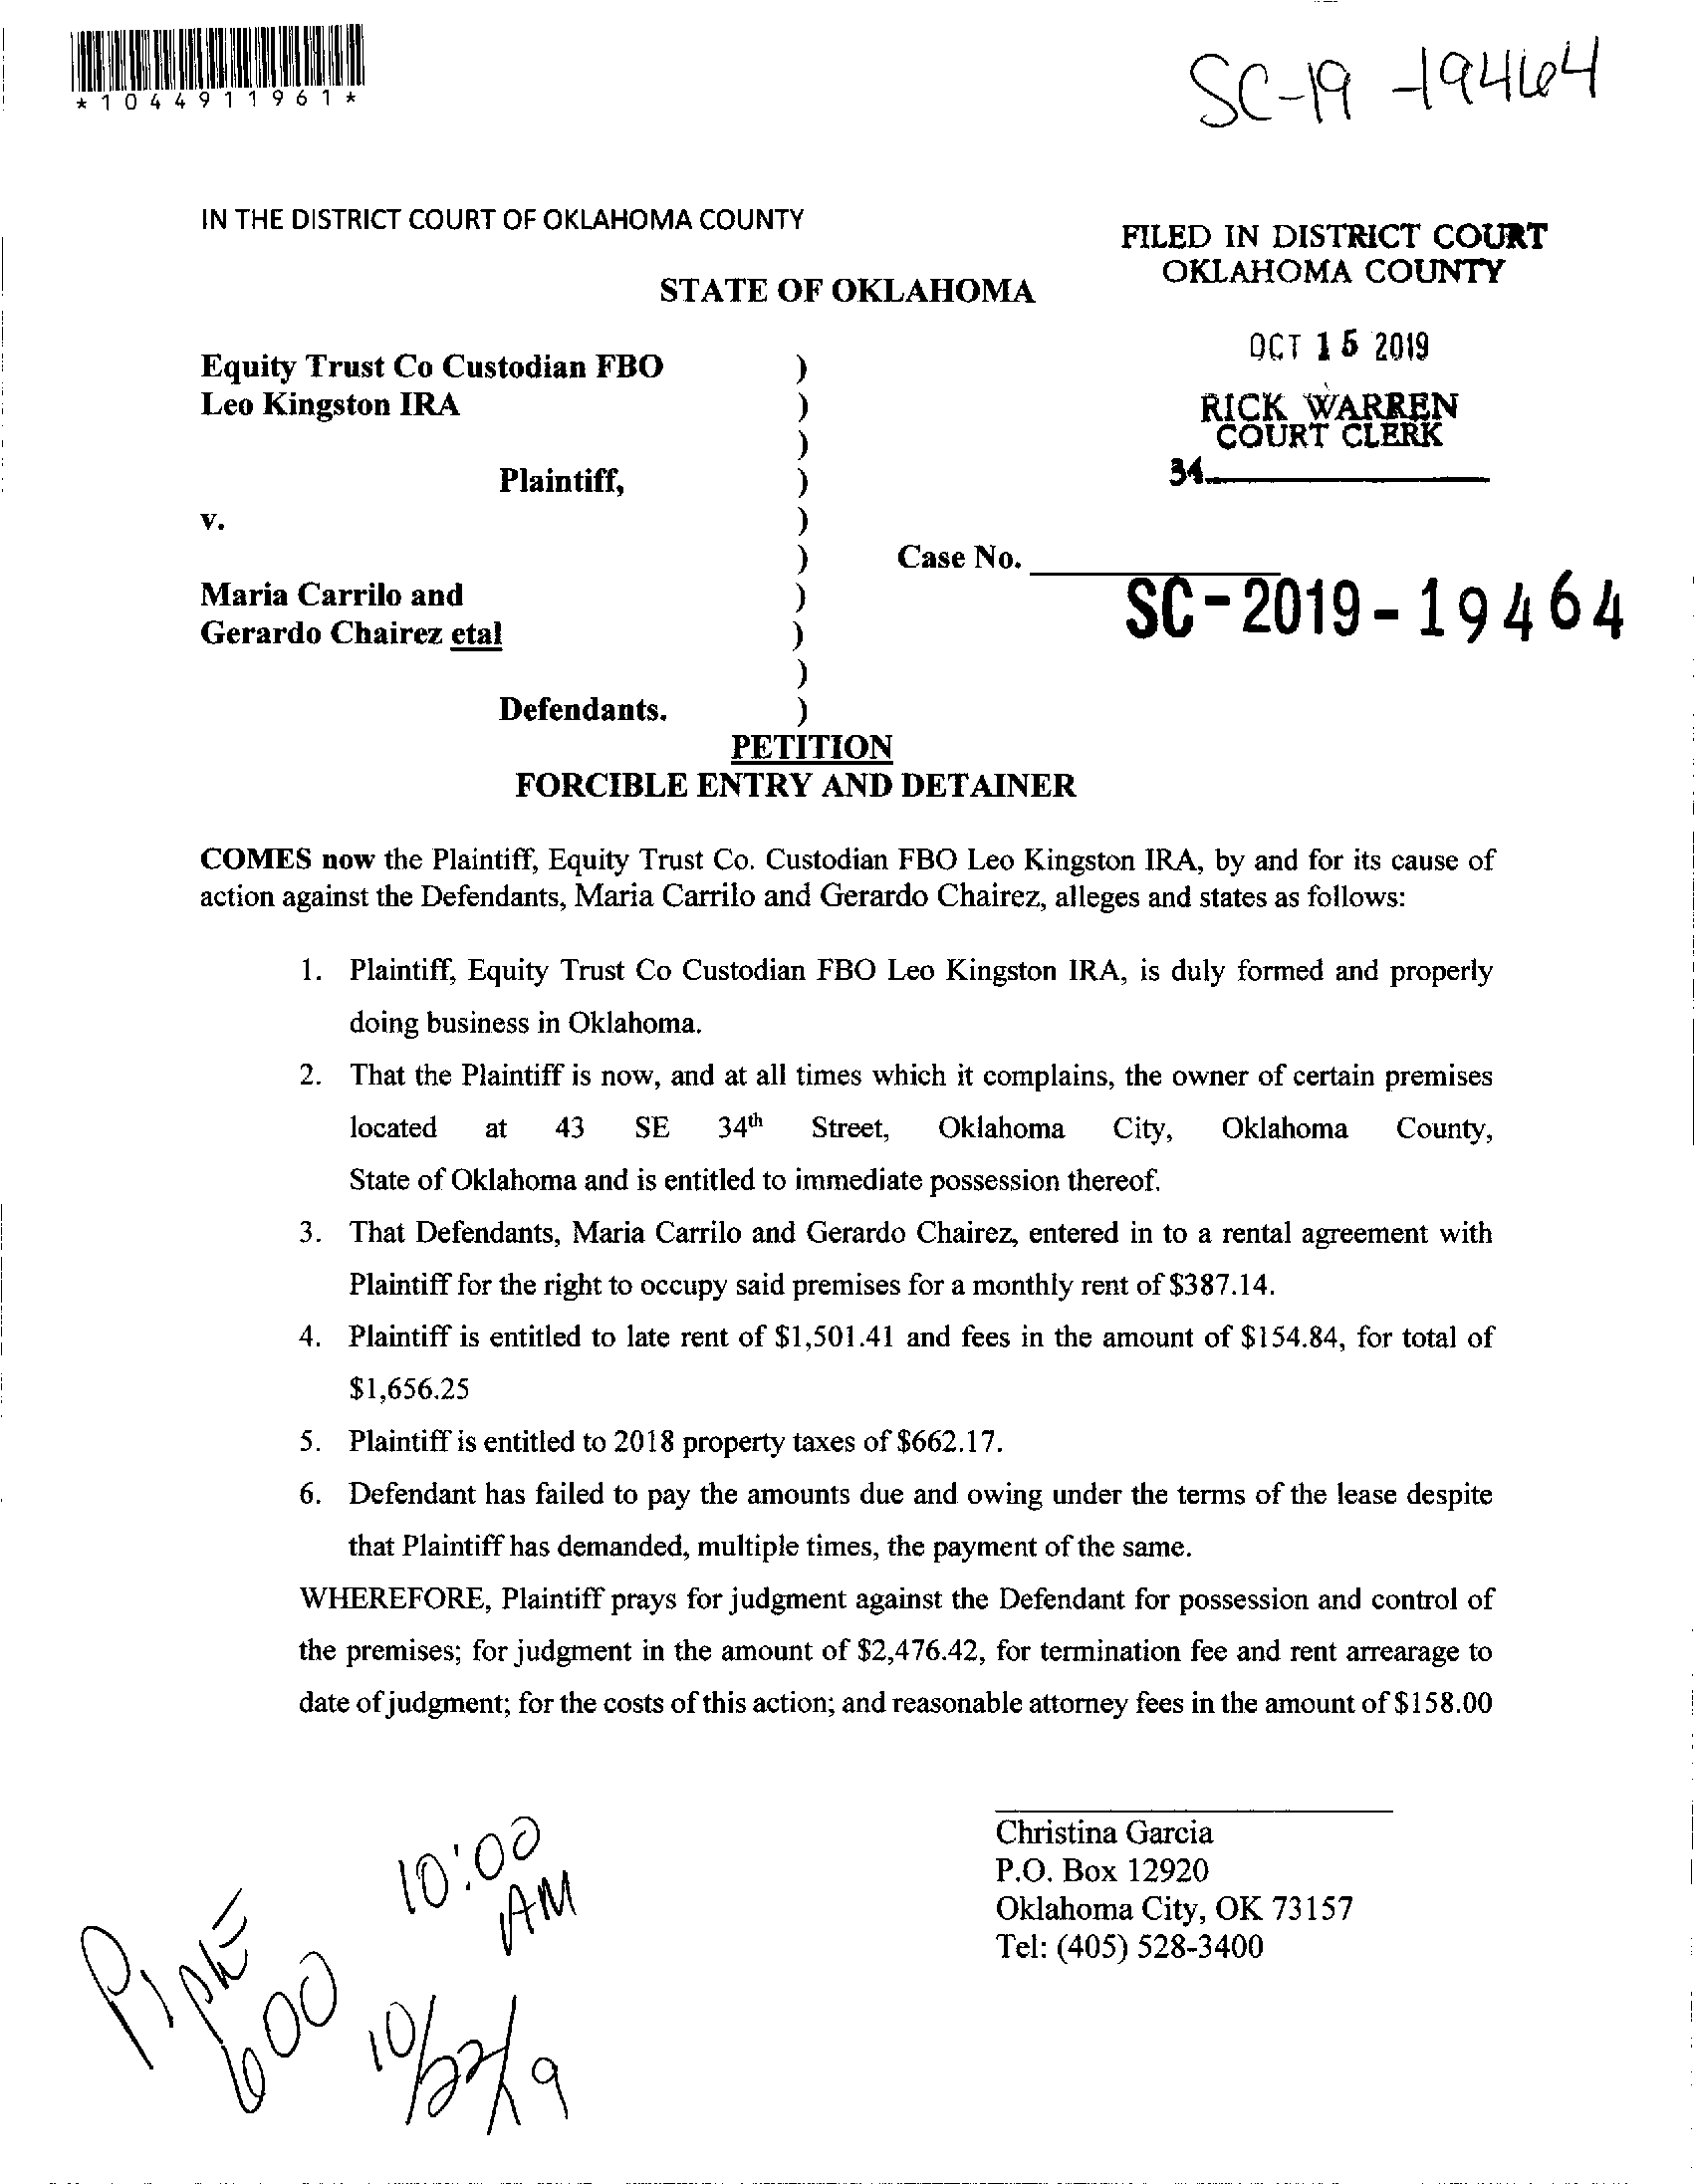 *1044911961*
SC-19-19464
IN THE DISTRICT COURT OF OKLAHOMA COUNTY
FILED IN DISTRICT COURT
OKLAHOMA COUNTY
STATE OF OKLAHOMA
OCT 15 2019
RICK WARREN
COURT CLERK
34
Equity Trust Co Custodian FBO )
Leo Kingston IRA )
)
Plaintiff, )
v. )
) Case No.
SC-2019-19464
Maria Carrilo and )
Gerardo Chairez etal )
)
Defendants. )
PETITION
FORCIBLE ENTRY AND DETAINER
COMES now the Plaintiff, Equity Trust Co. Custodian FBO Leo Kingston IRA, by and for its cause of
action against the Defendants, Maria Carrilo and Gerardo Chairez, alleges and states as follows:
1. Plaintiff, Equity Trust Co Custodian FBO Leo Kingston IRA, is duly formed and properly
doing business in Oklahoma.
2. That the Plaintiff is now, and at all times which it complains, the owner of certain premises
located at 43 SE 34th Street, Oklahoma City, Oklahoma County,
State of Oklahoma and is entitled to immediate possession thereof.
3. That Defendants, Maria Carrilo and Gerardo Chairez, entered in to a rental agreement with
Plaintiff for the right to occupy said premises for a monthly rent of $387.14.
4. Plaintiff is entitled to late rent of $1,501.41 and fees in the amount of $154.84, for total of
$1,656.25
5. Plaintiff is entitled to 2018 property taxes of $662.17.
6. Defendant has failed to pay the amounts due and owing under the terms of the lease despite
that Plaintiff has demanded, multiple times, the payment of the same.
WHEREFORE, Plaintiff prays for judgment against the Defendant for possession and control of
the premises; for judgment in the amount of $2,476.42, for termination fee and rent arrearage to
date of judgment; for the costs of this action; and reasonable attorney fees in the amount of $158.00
Christina Garcia
P.O. Box 12920
Oklahoma City, OK 73157
Tel: (405) 528-3400
10:00
AM
600
10/22/19